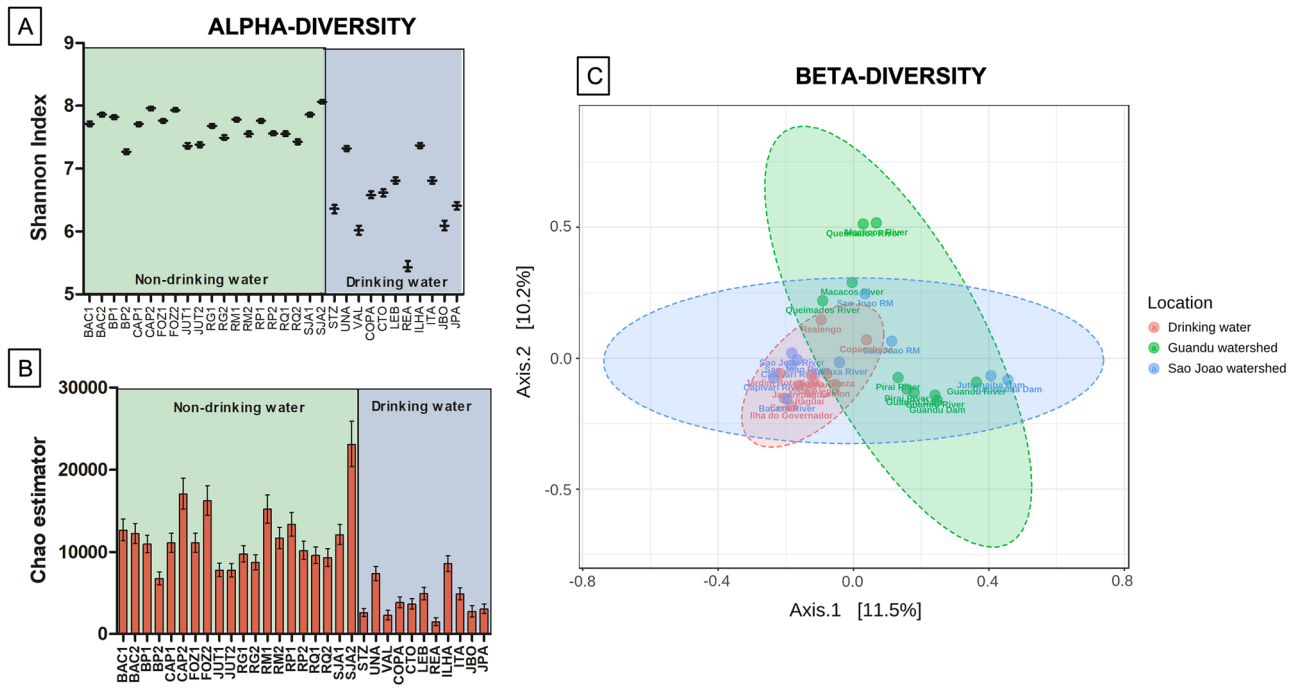 A
ALPHA-DIVERSITY
Shannon Index
9
8
7
6
5
Non-drinking water
Drinking water
BAC1
BAC2
BP1
BP2
CAP1
CAP2
FOZ1
FOZ2
JUT1
JUT2
RG1
RG2
RM1
RM2
RP1
RP2
RQ1
RQ2
SJA1
SJA2
STZ
UNA
VAL
COPA
CTO
LEB
REA
ILHA
ITA
JBO
JPA
B
Chao estimator
30000
20000
10000
0
Non-drinking water
Drinking water
BAC1
BAC2
BP1
BP2
CAP1
CAP2
FOZ1
FOZ2
JUT1
JUT2
RG1
RG2
RM1
RM2
RP1
RP2
RQ1
RQ2
SJA1
SJA2
STZ
UNA
VAL
COPA
CTO
LEB
REA
ILHA
ITA
JBO
JPA
C
BETA-DIVERSITY
Axis.2 [10.2%]
0.5
0.0
-0.5
-0.8
-0.4
0.0
0.4
0.8
Axis.1 [11.5%]
Queimados River
Macacos River
Macacos River
Sao Joao RM
Queimados River
Realengo
Sao Joao RM
Sao Joao River
Capivari River
Pirai River
Pirai River
Guandu River
Guandu Dam
Juturnaiba Dam
Ilha do Governador
Location
a Drinking water
a Guandu watershed
a Sao Joao watershed